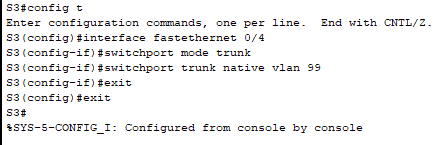 S3#config t
Enter configuration commands, one per line.  End with CNTL/Z.
S3(config)#interface fastethernet 0/4
S3(config-if)#switchport mode trunk
S3(config-if)#switchport trunk native vlan 99
S3(config-if)#exit
S3(config)#exit
S3#
%SYS-5-CONFIG_I: Configured from console by console